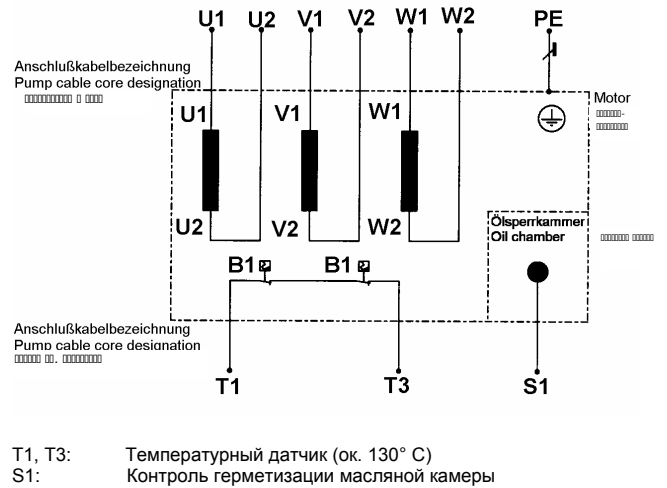 U1 U2 V1 V2 W1 W2 PE
Anschlußkabelbezeichnung
Pump cable core designation
U1 V1 W1
Motor
U2 V2 W2
Ölsperrkammer
Oil chamber
B1 B1
Anschlußkabelbezeichnung
Pump cable core designation
T1 T3 S1
T1, T3: Температурный датчик (ок. 130° С)
S1: Контроль герметизации масляной камеры